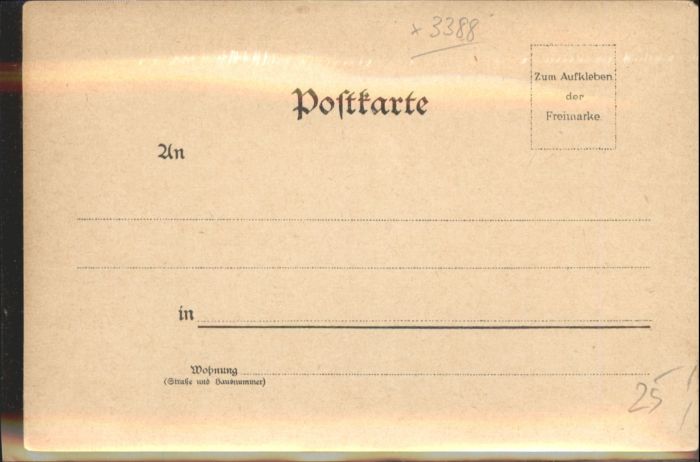 x 3388
Postkarte
Zum Aufkleben
der
Freimarke.
An
in
Wohnung
(Straße und Hausnummer)
25